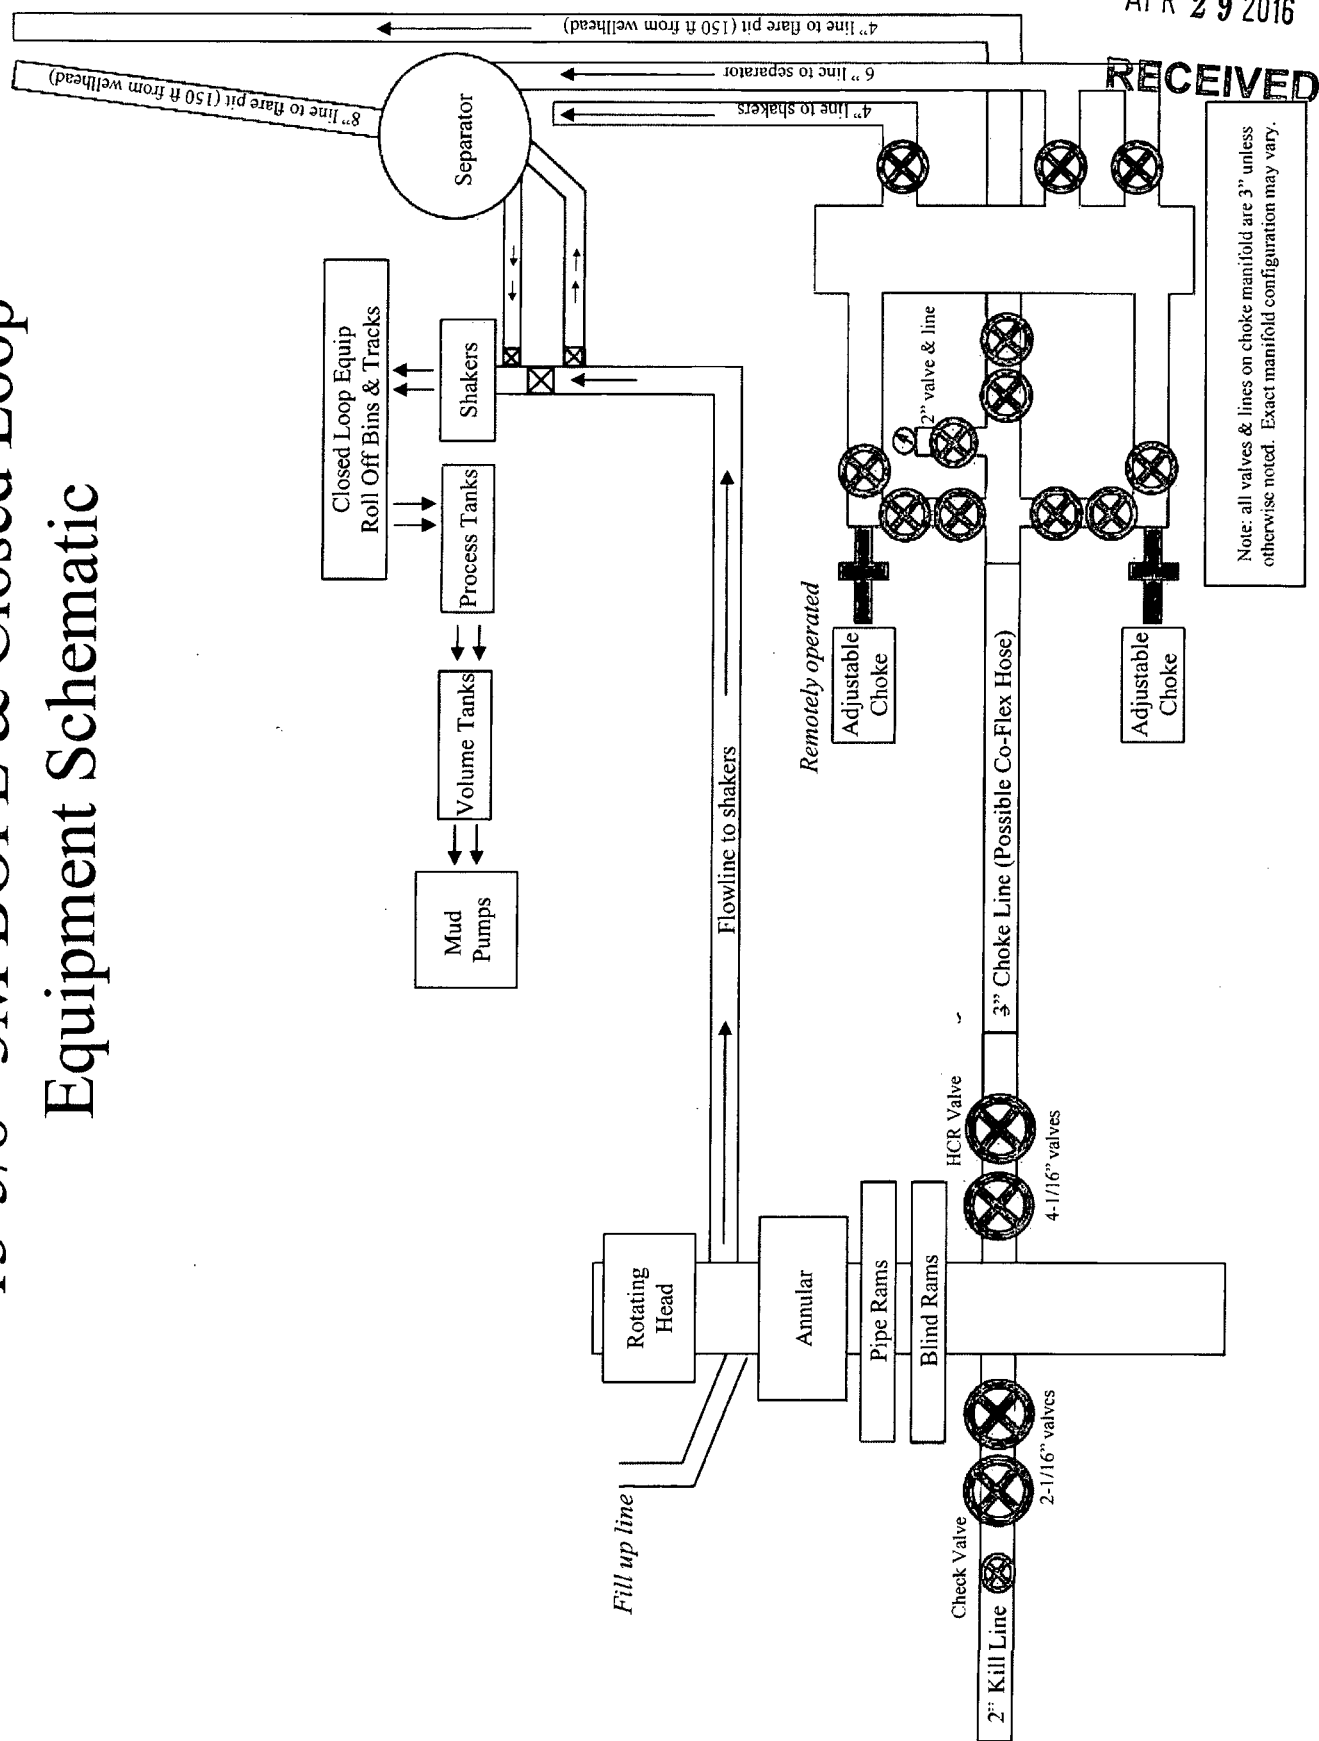 APR 29 2016
RECEIVED
Equipment Schematic
4" line to flare pit (150 ft from wellhead)
8" line to flare pit (150 ft from wellhead)
6" line to separator
4" line to shakers
Separator
Closed Loop Equip
Roll Off Bins & Tracks
Shakers
Process Tanks
Volume Tanks
Mud
Pumps
Flowline to shakers
2" valve & line
Remotely operated
Adjustable
Choke
Adjustable
Choke
Note: all valves & lines on choke manifold are 3" unless
otherwise noted. Exact manifold configuration may vary.
3" Choke Line (Possible Co-Flex Hose)
HCR Valve
4-1/16" valves
Rotating
Head
Annular
Pipe Rams
Blind Rams
Fill up line
2-1/16" valves
Check Valve
2" Kill Line